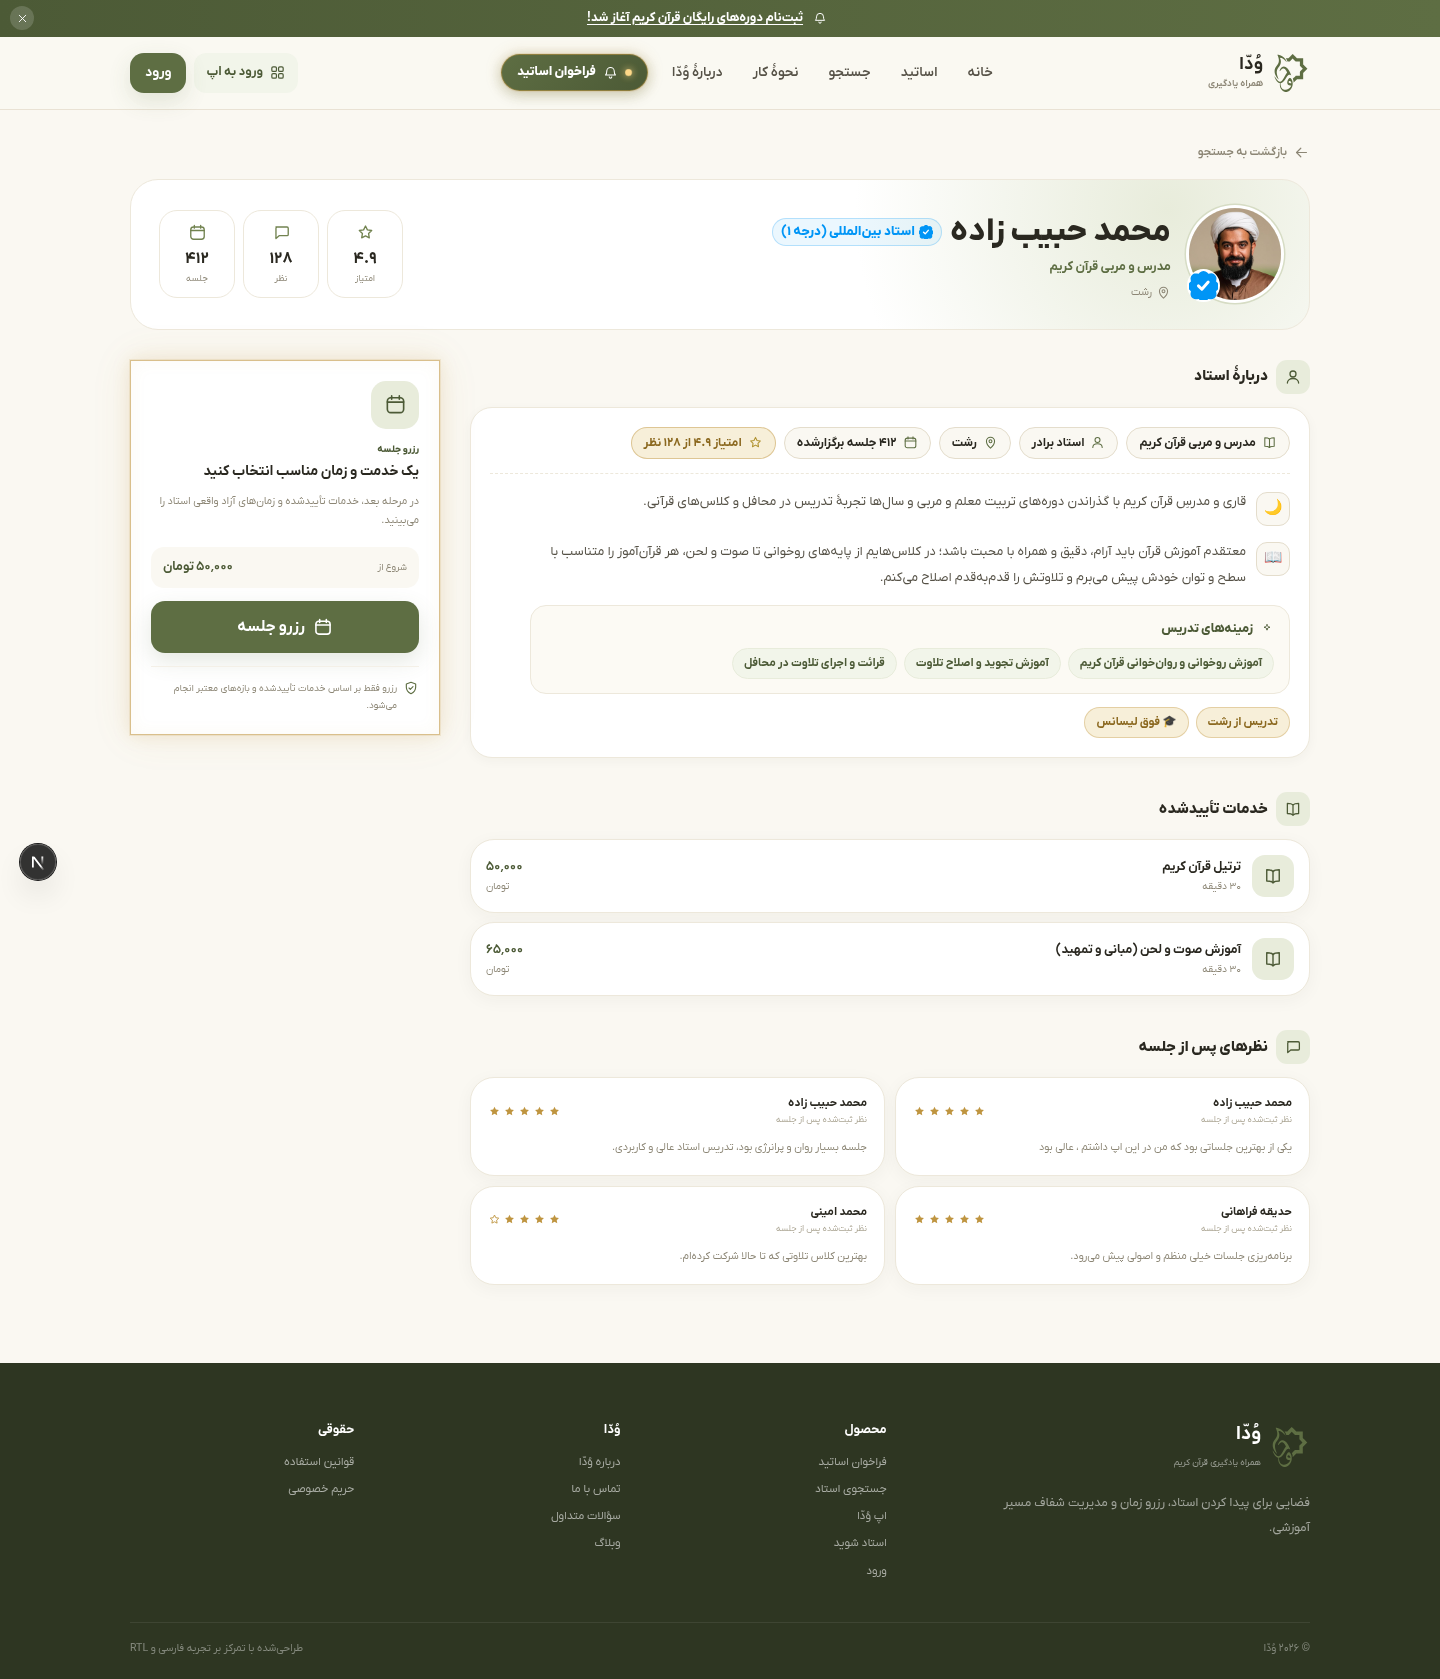 ثبت‌نام دوره‌های رایگان قرآن کریم آغاز شد!
وُدّا
همراه یادگیری
خانه
اساتید
جستجو
نحوهٔ کار
دربارهٔ وُدّا
فراخوان اساتید
ورود به اپ
ورود
بازگشت به جستجو
محمد حبیب زاده
استاد بین‌المللی (درجه ۱)
مدرس و مربی قرآن کریم
رشت
۴.۹
امتیاز
۱۲۸
نظر
۴۱۲
جلسه
دربارهٔ استاد
مدرس و مربی قرآن کریم
استاد برادر
رشت
۴۱۲ جلسه برگزارشده
امتیاز ۴.۹ از ۱۲۸ نظر
🌙 قاری و مدرس قرآن کریم با گذراندن دوره‌های تربیت معلم و مربی و سال‌ها تجربهٔ تدریس در محافل و کلاس‌های قرآنی.
📖 معتقدم آموزش قرآن باید آرام، دقیق و همراه با محبت باشد؛ در کلاس‌هایم از پایه‌های روخوانی تا صوت و لحن، هر قرآن‌آموز را متناسب با
سطح و توان خودش پیش می‌برم و تلاوتش را قدم‌به‌قدم اصلاح می‌کنم.
زمینه‌های تدریس
آموزش روخوانی و روان‌خوانی قرآن کریم
آموزش تجوید و اصلاح تلاوت
قرائت و اجرای تلاوت در محافل
تدریس از رشت
🎓 فوق لیسانس
رزرو جلسه
یک خدمت و زمان مناسب انتخاب کنید
در مرحله بعد، خدمات تأییدشده و زمان‌های آزاد واقعی استاد را
می‌بینید.
شروع از
۵۰,۰۰۰ تومان
رزرو جلسه
رزرو فقط بر اساس خدمات تأییدشده و بازه‌های معتبر انجام
می‌شود.
خدمات تأییدشده
ترتیل قرآن کریم
۳۰ دقیقه
۵۰,۰۰۰
تومان
آموزش صوت و لحن (مبانی و تمهید)
۳۰ دقیقه
۶۵,۰۰۰
تومان
نظرهای پس از جلسه
محمد حبیب زاده
نظر ثبت‌شده پس از جلسه
★ ★ ★ ★ ★
یکی از بهترین جلساتی بود که من در این اپ داشتم ، عالی بود
محمد حبیب زاده
نظر ثبت‌شده پس از جلسه
★ ★ ★ ★ ★
جلسه بسیار روان و پرانرژی بود، تدریس استاد عالی و کاربردی.
حدیقه فراهانی
نظر ثبت‌شده پس از جلسه
★ ★ ★ ★ ★
برنامه‌ریزی جلسات خیلی منظم و اصولی پیش می‌رود.
محمد امینی
نظر ثبت‌شده پس از جلسه
★ ★ ★ ★ ☆
بهترین کلاس تلاوتی که تا حالا شرکت کرده‌ام.
N
وُدّا
همراه یادگیری قرآن کریم
فضایی برای پیدا کردن استاد، رزرو زمان و مدیریت شفاف مسیر
آموزشی.
محصول
فراخوان اساتید
جستجوی استاد
اپ وُدّا
استاد شوید
ورود
وُدّا
درباره وُدّا
تماس با ما
سؤالات متداول
وبلاگ
حقوقی
قوانین استفاده
حریم خصوصی
© ۲۰۲۶ وُدّا
طراحی‌شده با تمرکز بر تجربه فارسی و RTL